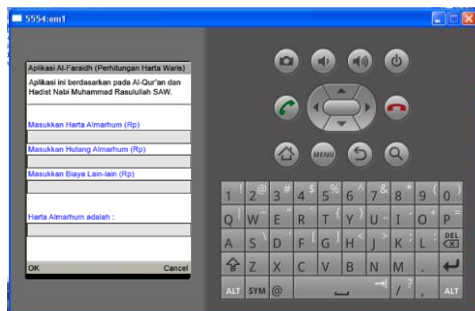 5554:em1
Aplikasi Al-Faraidh (Perhitungan Harta Waris)
Aplikasi ini berdasarkan pada Al-Qur'an dan
Hadist Nabi Muhammad Rasulullah SAW.
Masukkan Harta Almarhum (Rp)
Masukkan Hutang Almarhum (Rp)
Masukkan Biaya Lain-lain (Rp)
Harta Almarhum adalah :
OK Cancel
MENU
1 ! 2 @ 3 # 4 $ 5 % 6 ^ 7 & 8 * 9 ( 0 )
Q W ~ E " R ` T { Y } U - I - O + P =
A S \ D ' F [ G ] H < J > K ; L : DEL
Z X C V B N M .
ALT SYM @ / ? , ALT